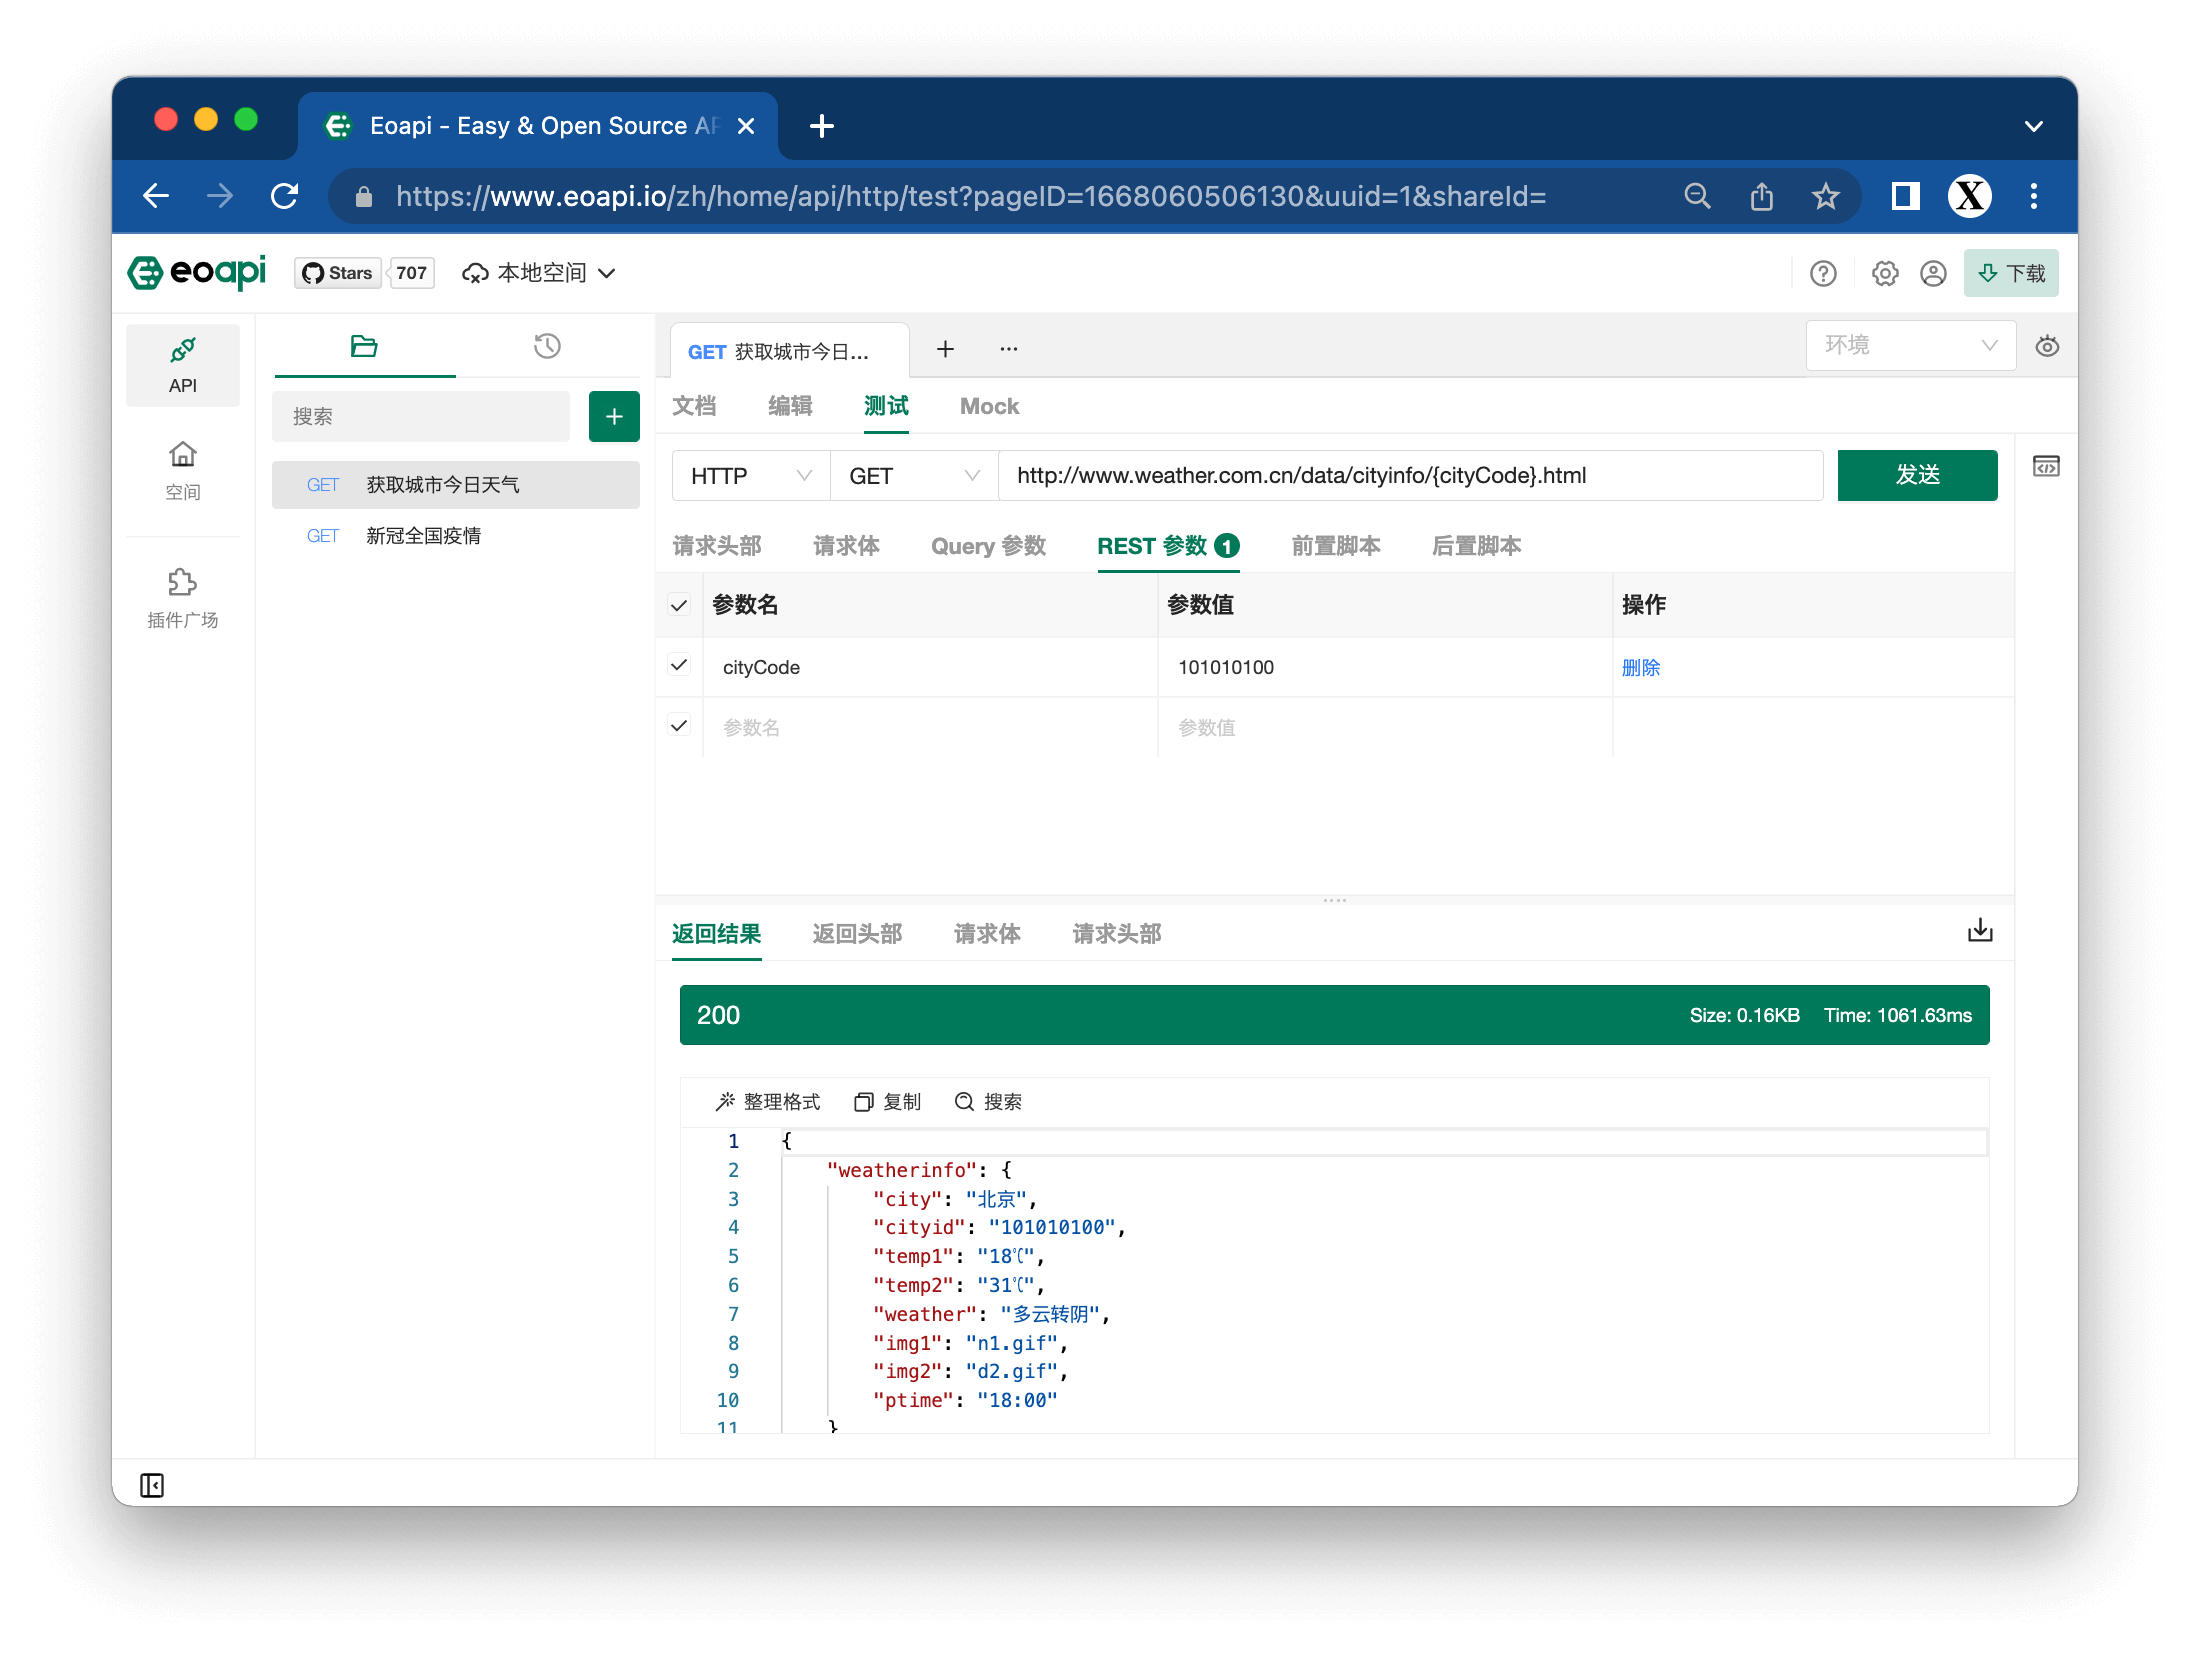 Eoapi - Easy & Open Source AP
https://www.eoapi.io/zh/home/api/http/test?pageID=1668060506130&uuid=1&shareId=
X
eoapi
Stars 707
本地空间
下载
API
空间
插件广场
搜索
GET 获取城市今日天气
GET 新冠全国疫情
GET 获取城市今日...
环境
文档 编辑 测试 Mock
HTTP GET http://www.weather.com.cn/data/cityinfo/{cityCode}.html 发送
请求头部 请求体 Query 参数 REST 参数 1 前置脚本 后置脚本
参数名 参数值 操作
cityCode 101010100 删除
参数名 参数值
返回结果 返回头部 请求体 请求头部
200 Size: 0.16KB Time: 1061.63ms
整理格式 复制 搜索
1 {
2 "weatherinfo": {
3 "city": "北京",
4 "cityid": "101010100",
5 "temp1": "18℃",
6 "temp2": "31℃",
7 "weather": "多云转阴",
8 "img1": "n1.gif",
9 "img2": "d2.gif",
10 "ptime": "18:00"
11 }